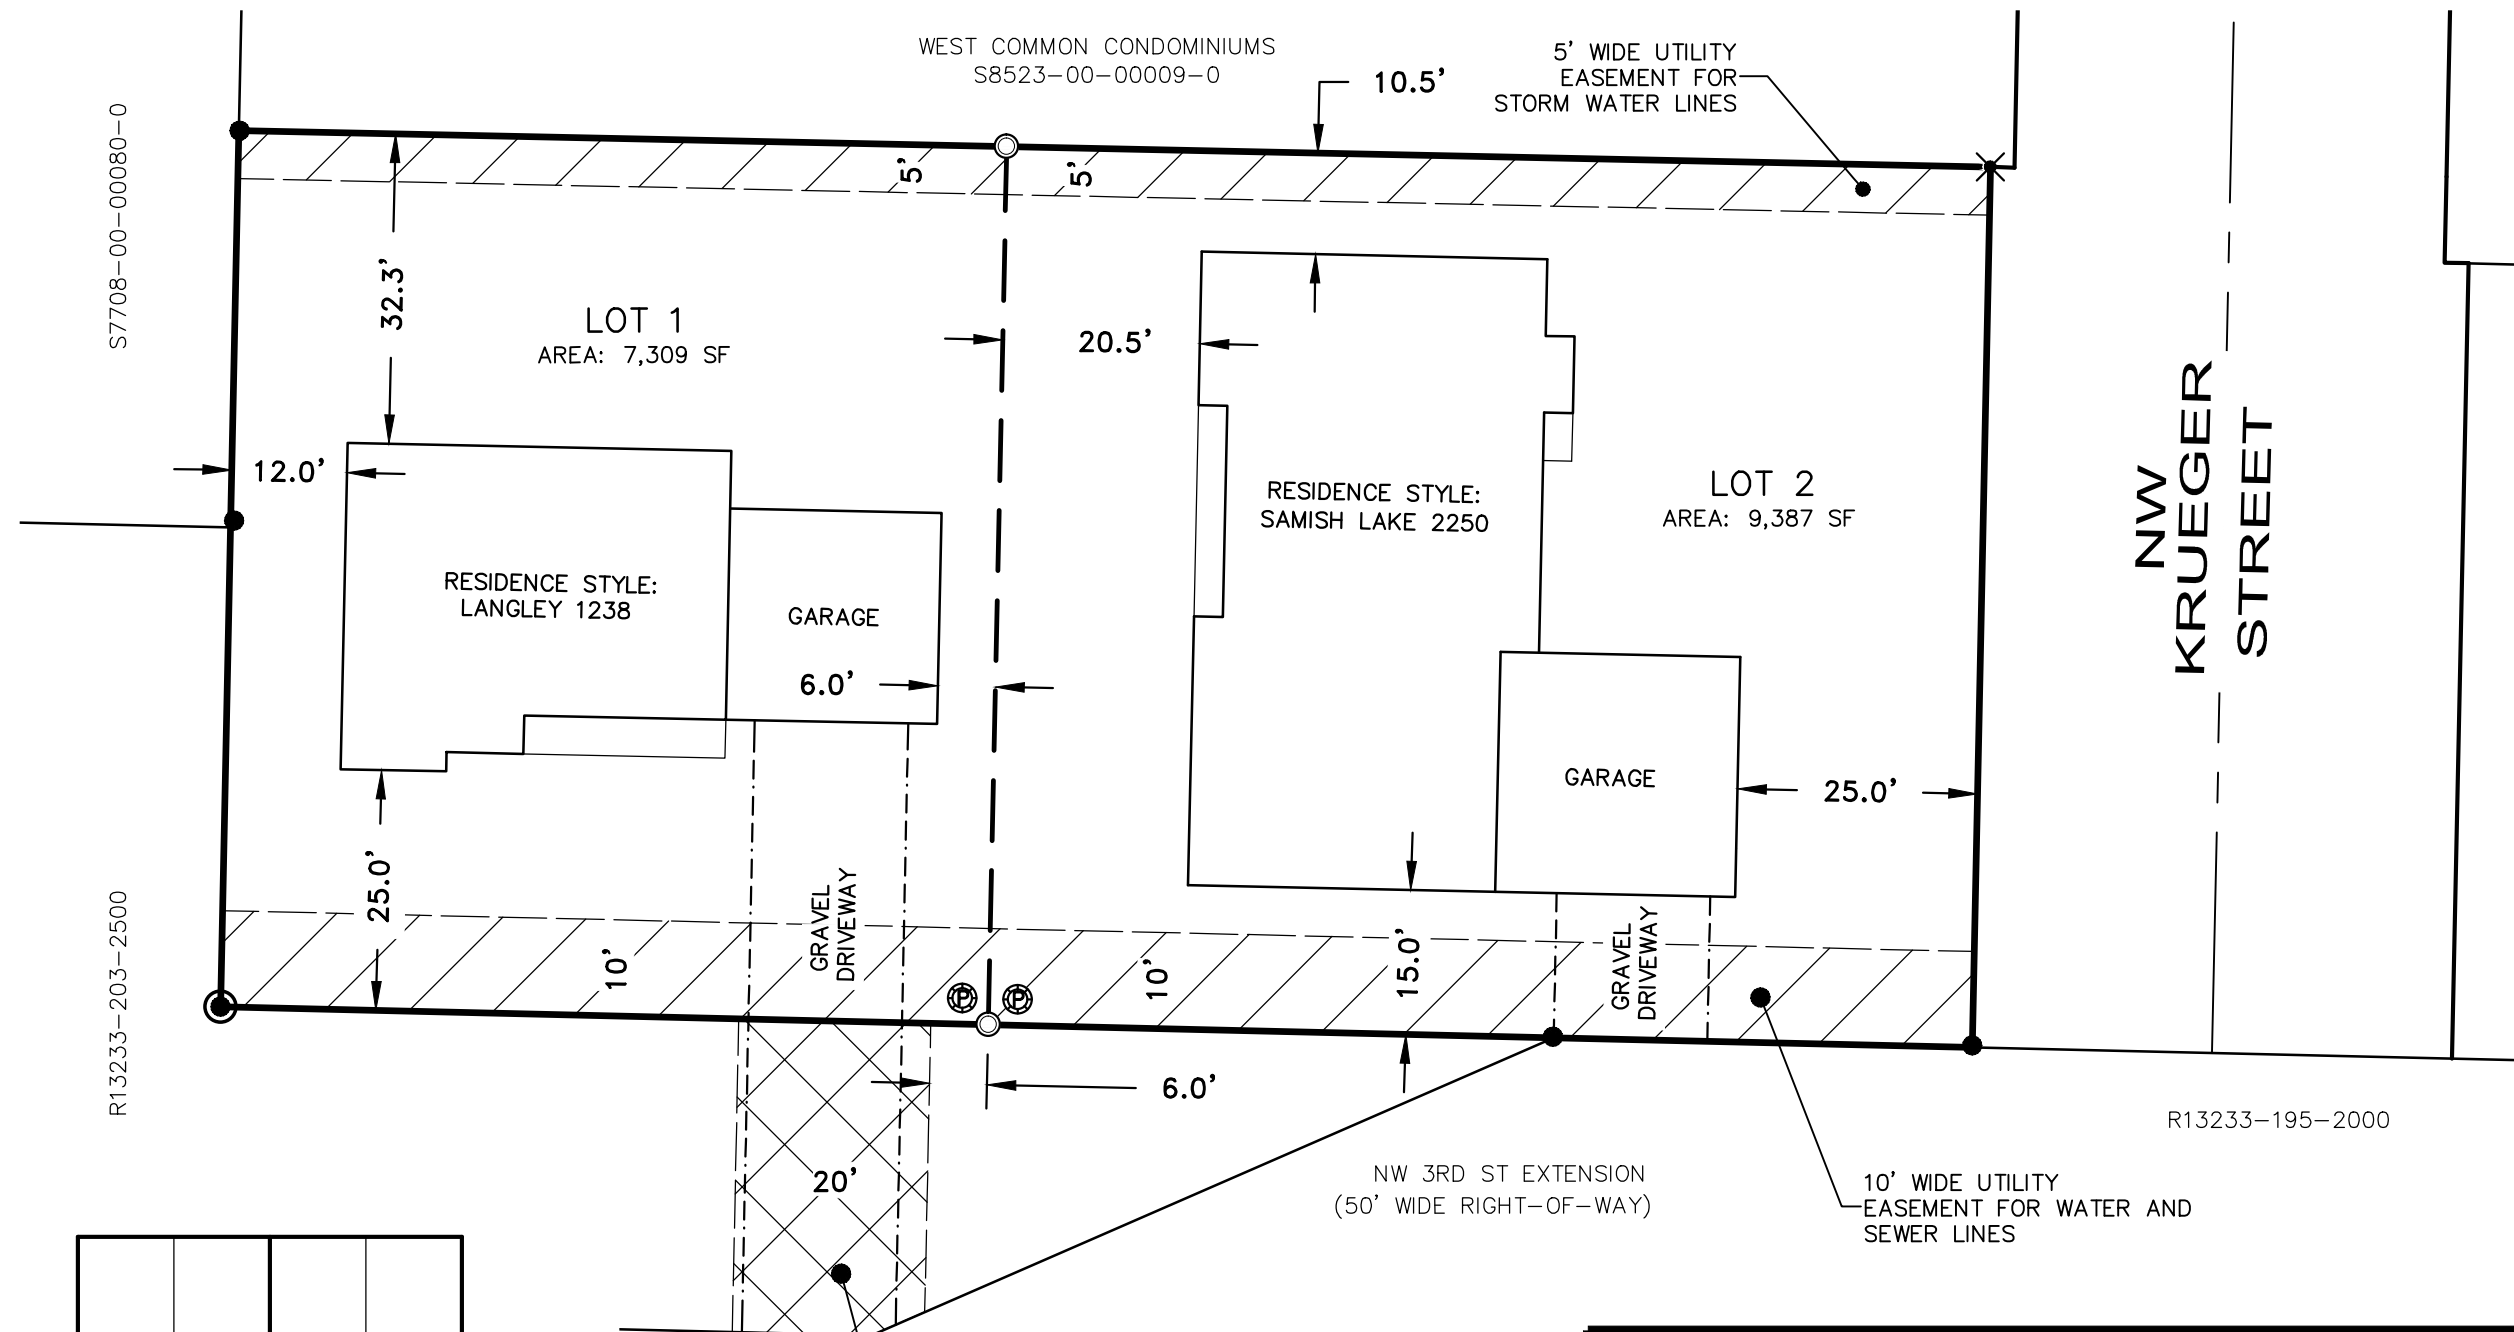 WEST COMMON CONDOMINIUMS
S8523-00-00009-0
10.5'
5' WIDE UTILITY
EASEMENT FOR
STORM WATER LINES
S7708-00-00080-0
5'
5'
32.3'
LOT 1
AREA: 7,309 SF
20.5'
12.0'
RESIDENCE STYLE:
LANGLEY 1238
GARAGE
6.0'
RESIDENCE STYLE:
SAMISH LAKE 2250
LOT 2
AREA: 9,387 SF
NW
KRUEGER
STREET
GARAGE
25.0'
25.0'
R13233-203-2500
10'
GRAVEL
DRIVEWAY
P
P
10'
15.0'
GRAVEL
DRIVEWAY
6.0'
20'
NW 3RD ST EXTENSION
(50' WIDE RIGHT-OF-WAY)
R13233-195-2000
10' WIDE UTILITY
EASEMENT FOR WATER AND
SEWER LINES